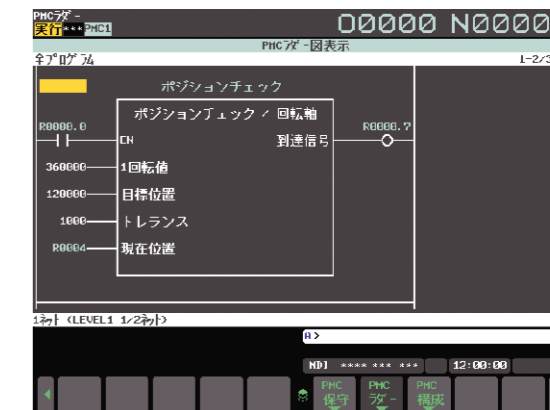 PMCラダー
実行***PMC1 O0000 N0000
PMCラダー図表示
全プログラム 1-2/3
ポジションチェック
ポジションチェック / 回転軸
R0000.0 EN 到達信号 R0000.7
360000 1回転値
120000 目標位置
1000 トレランス
R0004 現在位置
1ネット <LEVEL1 1/2ネット>
A>
MDI **** *** *** 12:00:00
PMC 保守 PMC ラダー PMC 構成